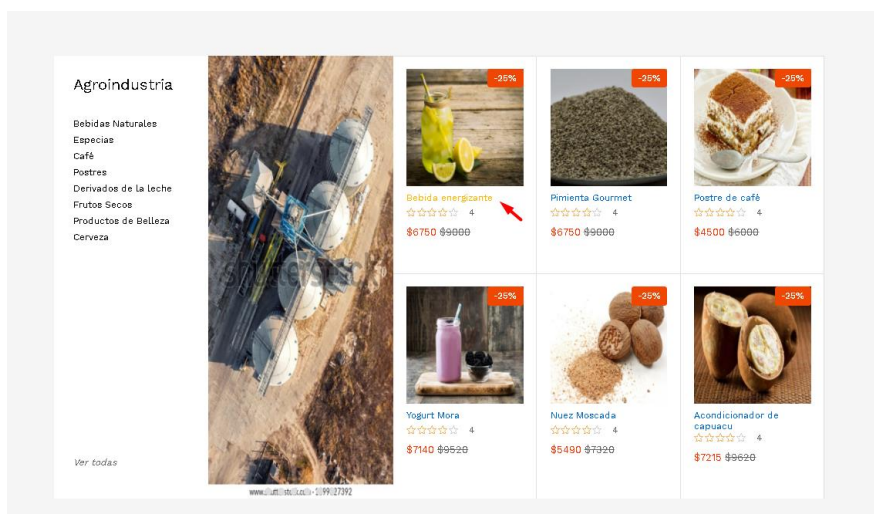 Agroindustria
Bebidas Naturales
Especias
Café
Postres
Derivados de la leche
Frutos Secos
Productos de Belleza
Cerveza
Ver todas
shutterstock
-25%
Bebida energizante
4
$6750 $9000
-25%
Pimienta Gourmet
4
$6750 $9000
-25%
Postre de café
4
$4500 $6000
-25%
Yogurt Mora
4
$7140 $9520
-25%
Nuez Moscada
4
$5490 $7320
-25%
Acondicionador de
capuacu
4
$7215 $9620